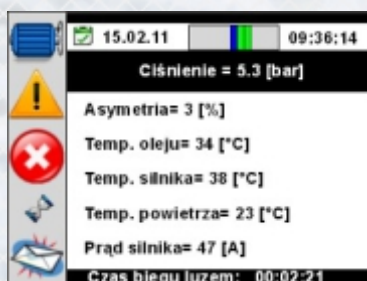 15.02.11 09:36:14
Ciśnienie = 5.3 [bar]
Asymetria= 3 [%]
Temp. oleju= 34 [°C]
Temp. silnika= 38 [°C]
Temp. powietrza= 23 [°C]
Prąd silnika= 47 [A]
Czas biegu luzem: 00:02:21